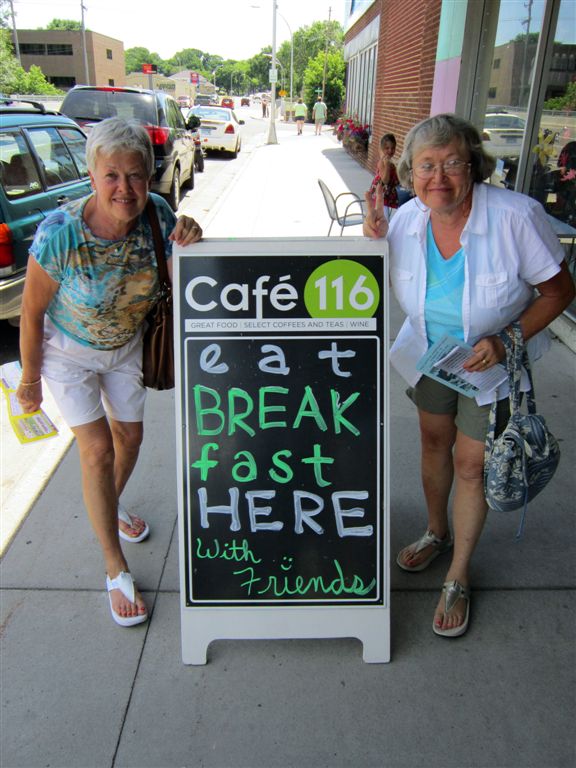 Café 116
GREAT FOOD | SELECT COFFEES AND TEAS | WINE
eat
BREAK
fast
HERE
With
Friends